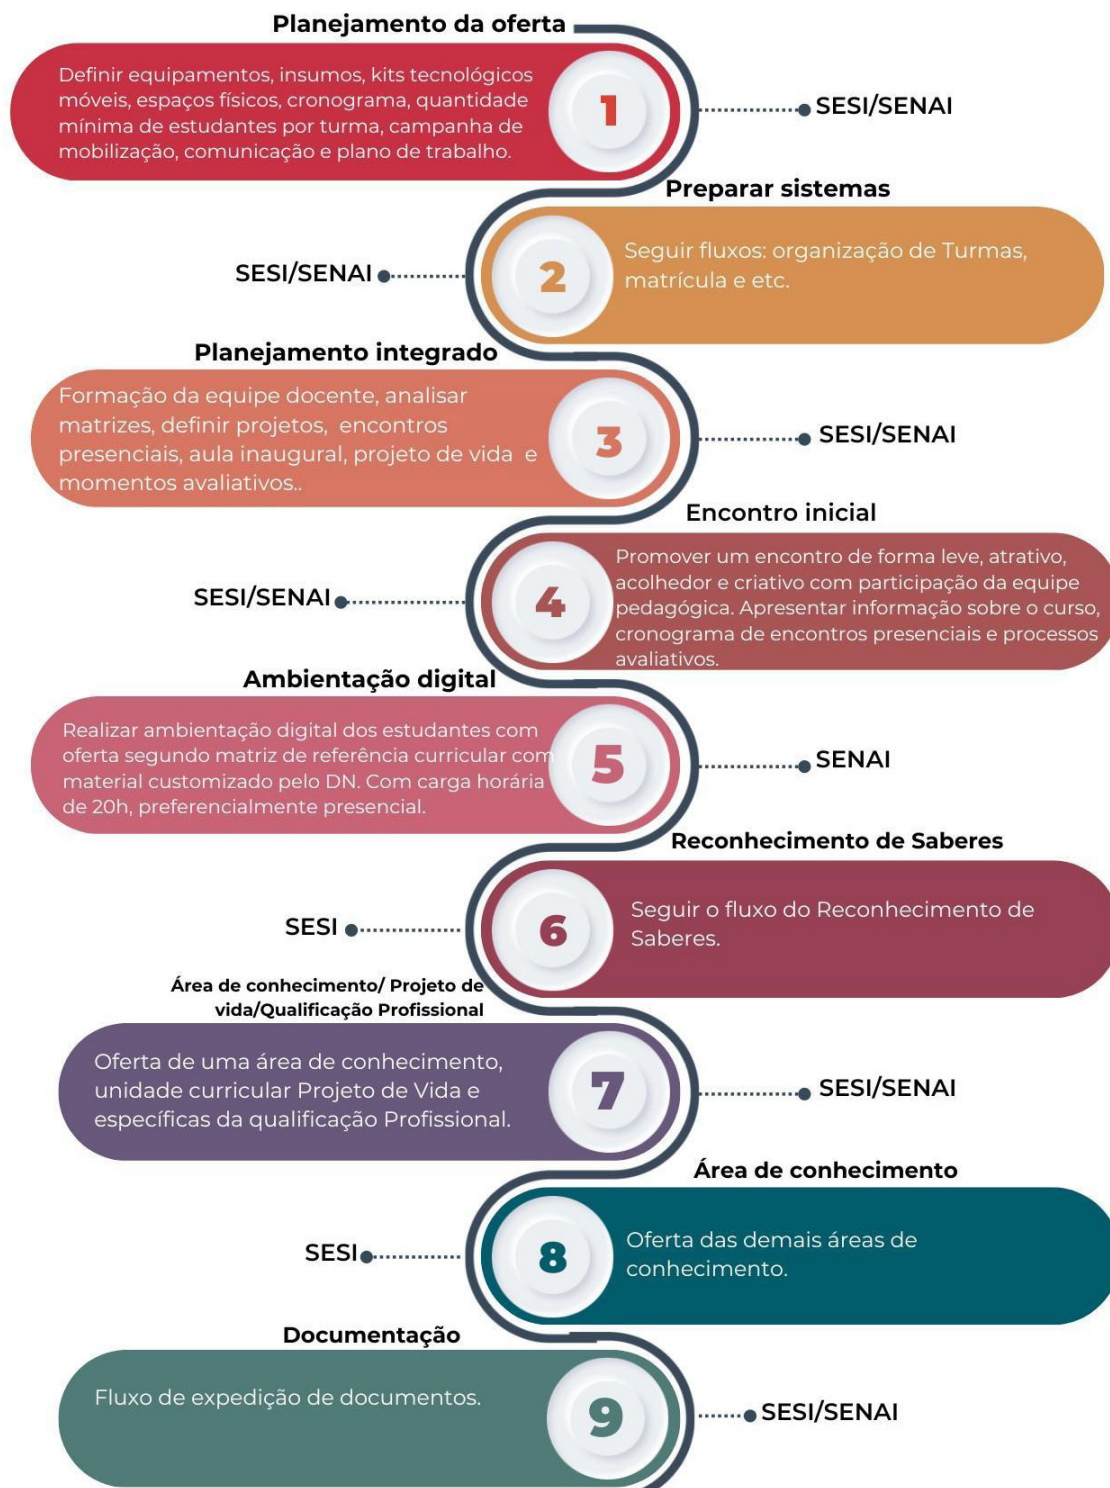 Planejamento da oferta
Definir equipamentos, insumos, kits tecnológicos
móveis, espaços físicos, cronograma, quantidade
mínima de estudantes por turma, campanha de
mobilização, comunicação e plano de trabalho.
1
SESI/SENAI
Preparar sistemas
SESI/SENAI
2
Seguir fluxos: organização de Turmas,
matrícula e etc.
Planejamento integrado
Formação da equipe docente, analisar
matrizes, definir projetos, encontros
presenciais, aula inaugural, projeto de vida e
momentos avaliativos..
3
SESI/SENAI
Encontro inicial
SESI/SENAI
4
Promover um encontro de forma leve, atrativo,
acolhedor e criativo com participação da equipe
pedagógica. Apresentar informação sobre o curso,
cronograma de encontros presenciais e processos
avaliativos.
Ambientação digital
Realizar ambientação digital dos estudantes com
oferta segundo matriz de referência curricular com
material customizado pelo DN. Com carga horária
de 20h, preferencialmente presencial.
5
SENAI
Reconhecimento de Saberes
SESI
6
Seguir o fluxo do Reconhecimento de
Saberes.
Área de conhecimento/ Projeto de
vida/Qualificação Profissional
Oferta de uma área de conhecimento,
unidade curricular Projeto de Vida e
específicas da qualificação Profissional.
7
SESI/SENAI
Área de conhecimento
SESI
8
Oferta das demais áreas de
conhecimento.
Documentação
Fluxo de expedição de documentos.
9
SESI/SENAI